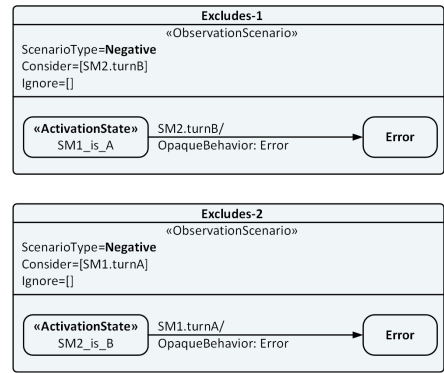 Excludes-1
«ObservationScenario»
ScenarioType=Negative
Consider=[SM2.turnB]
Ignore=[]
«ActivationState»
SM1_is_A
SM2.turnB/
OpaqueBehavior: Error
Error
Excludes-2
«ObservationScenario»
ScenarioType=Negative
Consider=[SM1.turnA]
Ignore=[]
«ActivationState»
SM2_is_B
SM1.turnA/
OpaqueBehavior: Error
Error